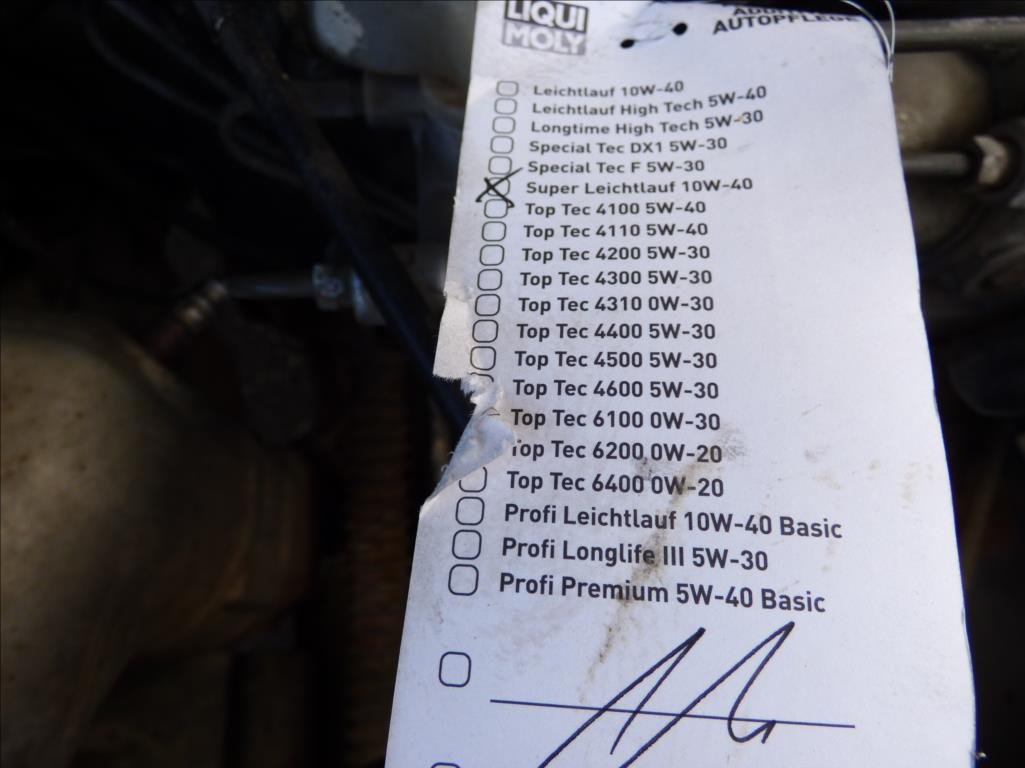 LIQUI
MOLY
AUTOPFLEGE
Leichtlauf 10W-40
Leichtlauf High Tech 5W-40
Longtime High Tech 5W-30
Special Tec DX1 5W-30
Special Tec F 5W-30
Super Leichtlauf 10W-40
Top Tec 4100 5W-40
Top Tec 4110 5W-40
Top Tec 4200 5W-30
Top Tec 4300 5W-30
Top Tec 4310 0W-30
Top Tec 4400 5W-30
Top Tec 4500 5W-30
Top Tec 4600 5W-30
Top Tec 6100 0W-30
Top Tec 6200 0W-20
Top Tec 6400 0W-20
Profi Leichtlauf 10W-40 Basic
Profi Longlife III 5W-30
Profi Premium 5W-40 Basic